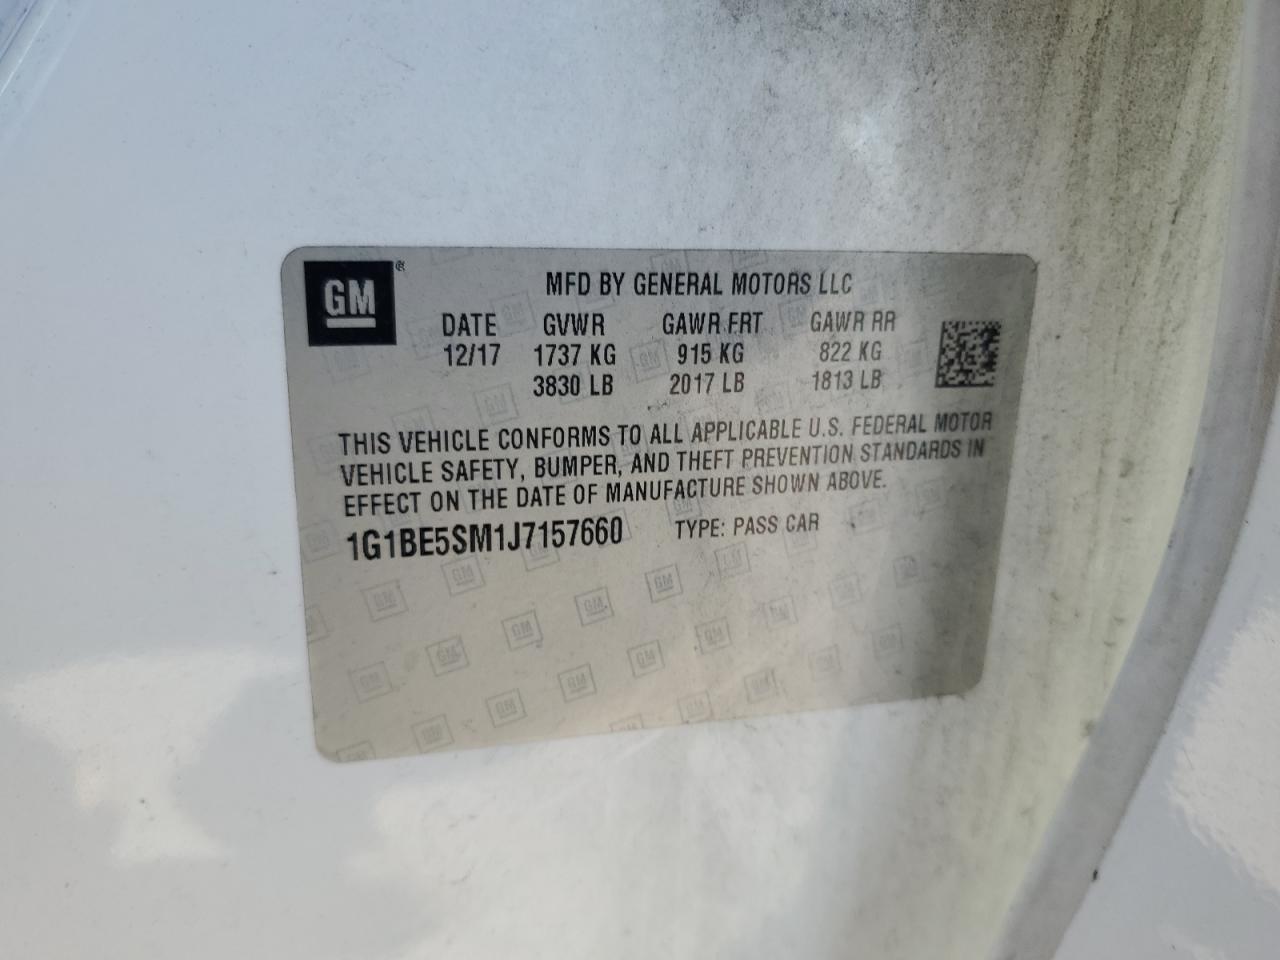 GM®
MFD BY GENERAL MOTORS LLC
DATE GVWR GAWR FRT GAWR RR
12/17 1737 KG 915 KG 822 KG
3830 LB 2017 LB 1813 LB
THIS VEHICLE CONFORMS TO ALL APPLICABLE U.S. FEDERAL MOTOR
VEHICLE SAFETY, BUMPER, AND THEFT PREVENTION STANDARDS IN
EFFECT ON THE DATE OF MANUFACTURE SHOWN ABOVE.
1G1BE5SM1J7157660 TYPE: PASS CAR